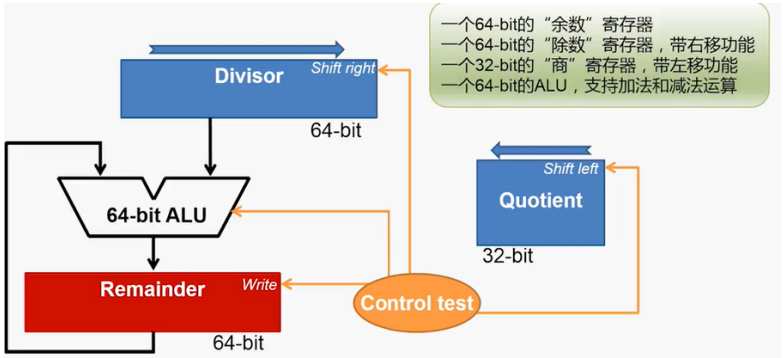 一个64-bit的“余数”寄存器
一个64-bit的“除数”寄存器，带右移功能
一个32-bit的“商”寄存器，带左移功能
一个64-bit的ALU，支持加法和减法运算
Divisor
Shift right
64-bit
Shift left
Quotient
32-bit
64-bit ALU
Remainder
Write
64-bit
Control test